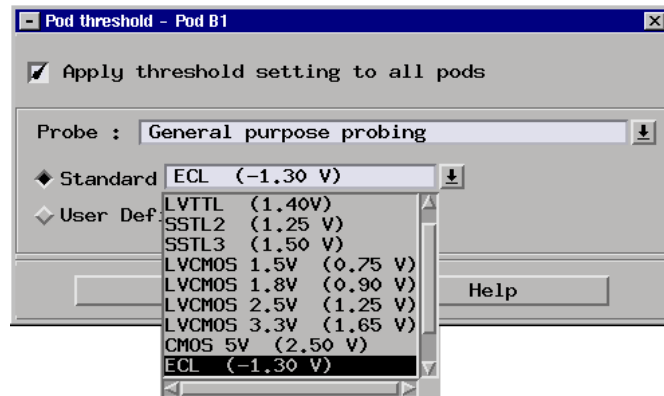 Pod threshold - Pod B1
Apply threshold setting to all pods
Probe : General purpose probing
Standard ECL (-1.30 V)
User Def
LVTTL (1.40V)
SSTL2 (1.25 V)
SSTL3 (1.50 V)
LVCMOS 1.5V (0.75 V)
LVCMOS 1.8V (0.90 V)
LVCMOS 2.5V (1.25 V)
LVCMOS 3.3V (1.65 V)
CMOS 5V (2.50 V)
ECL (-1.30 V)
Help